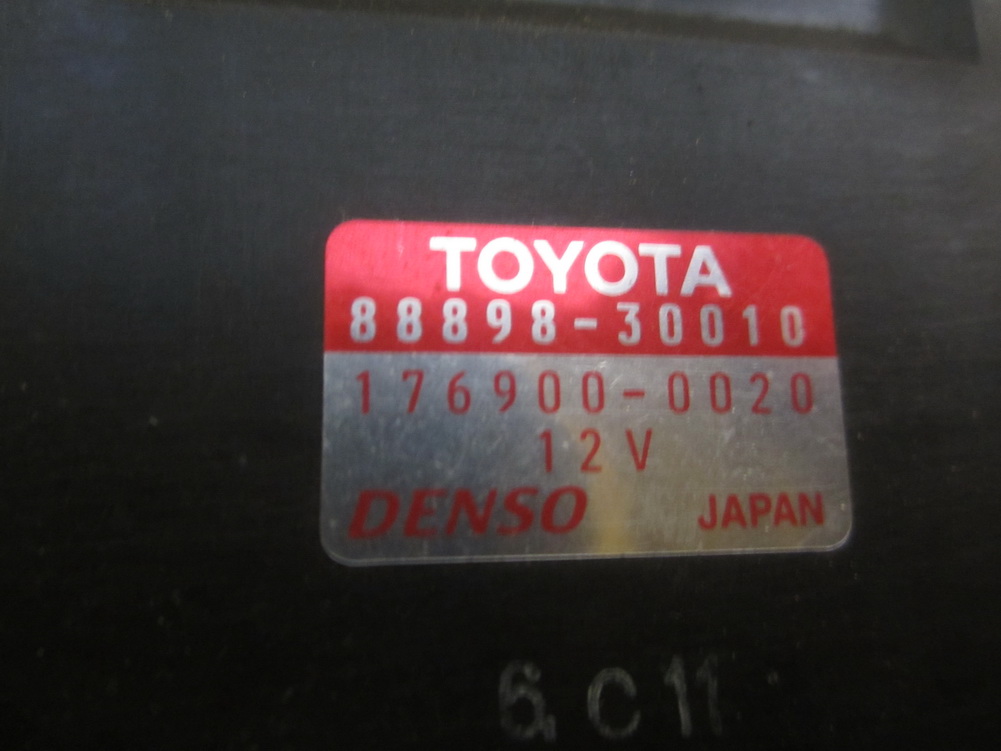 TOYOTA
88898-30010
176900-0020
12V
DENSO JAPAN
6 C 11